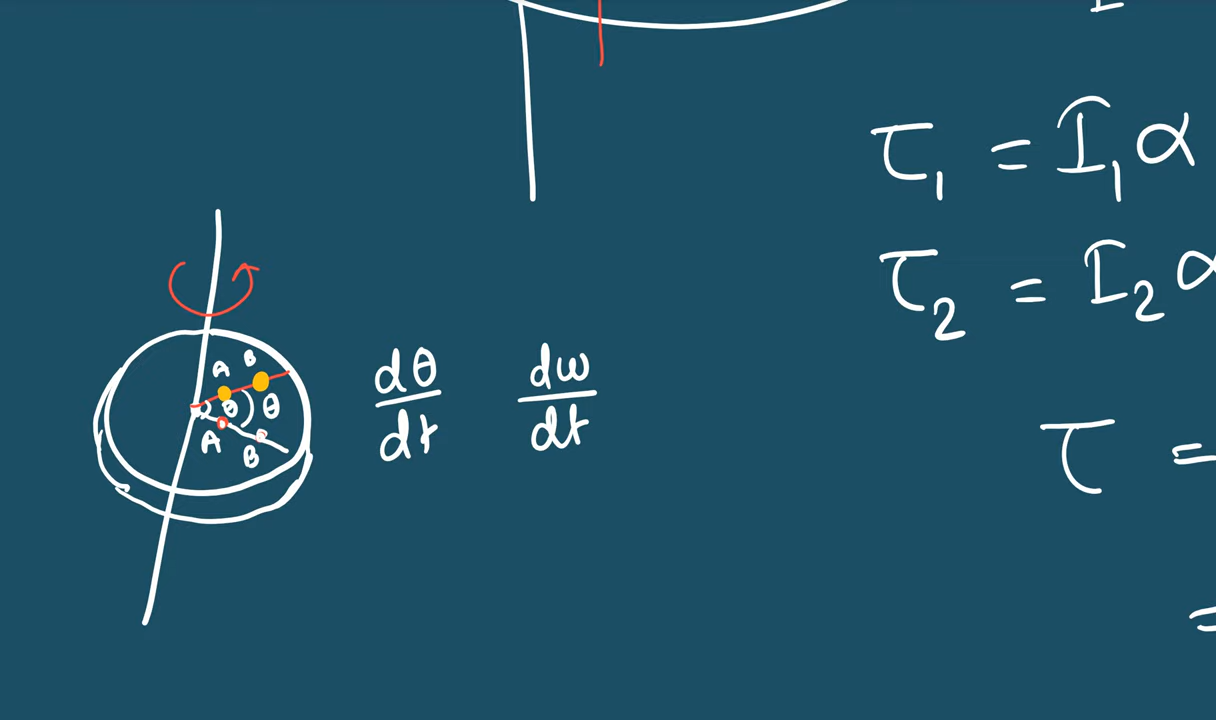 I
τ₁ = I₁α
τ₂ = I₂α
A B
dθ/dt dω/dt
θ θ
A B
τ =
=